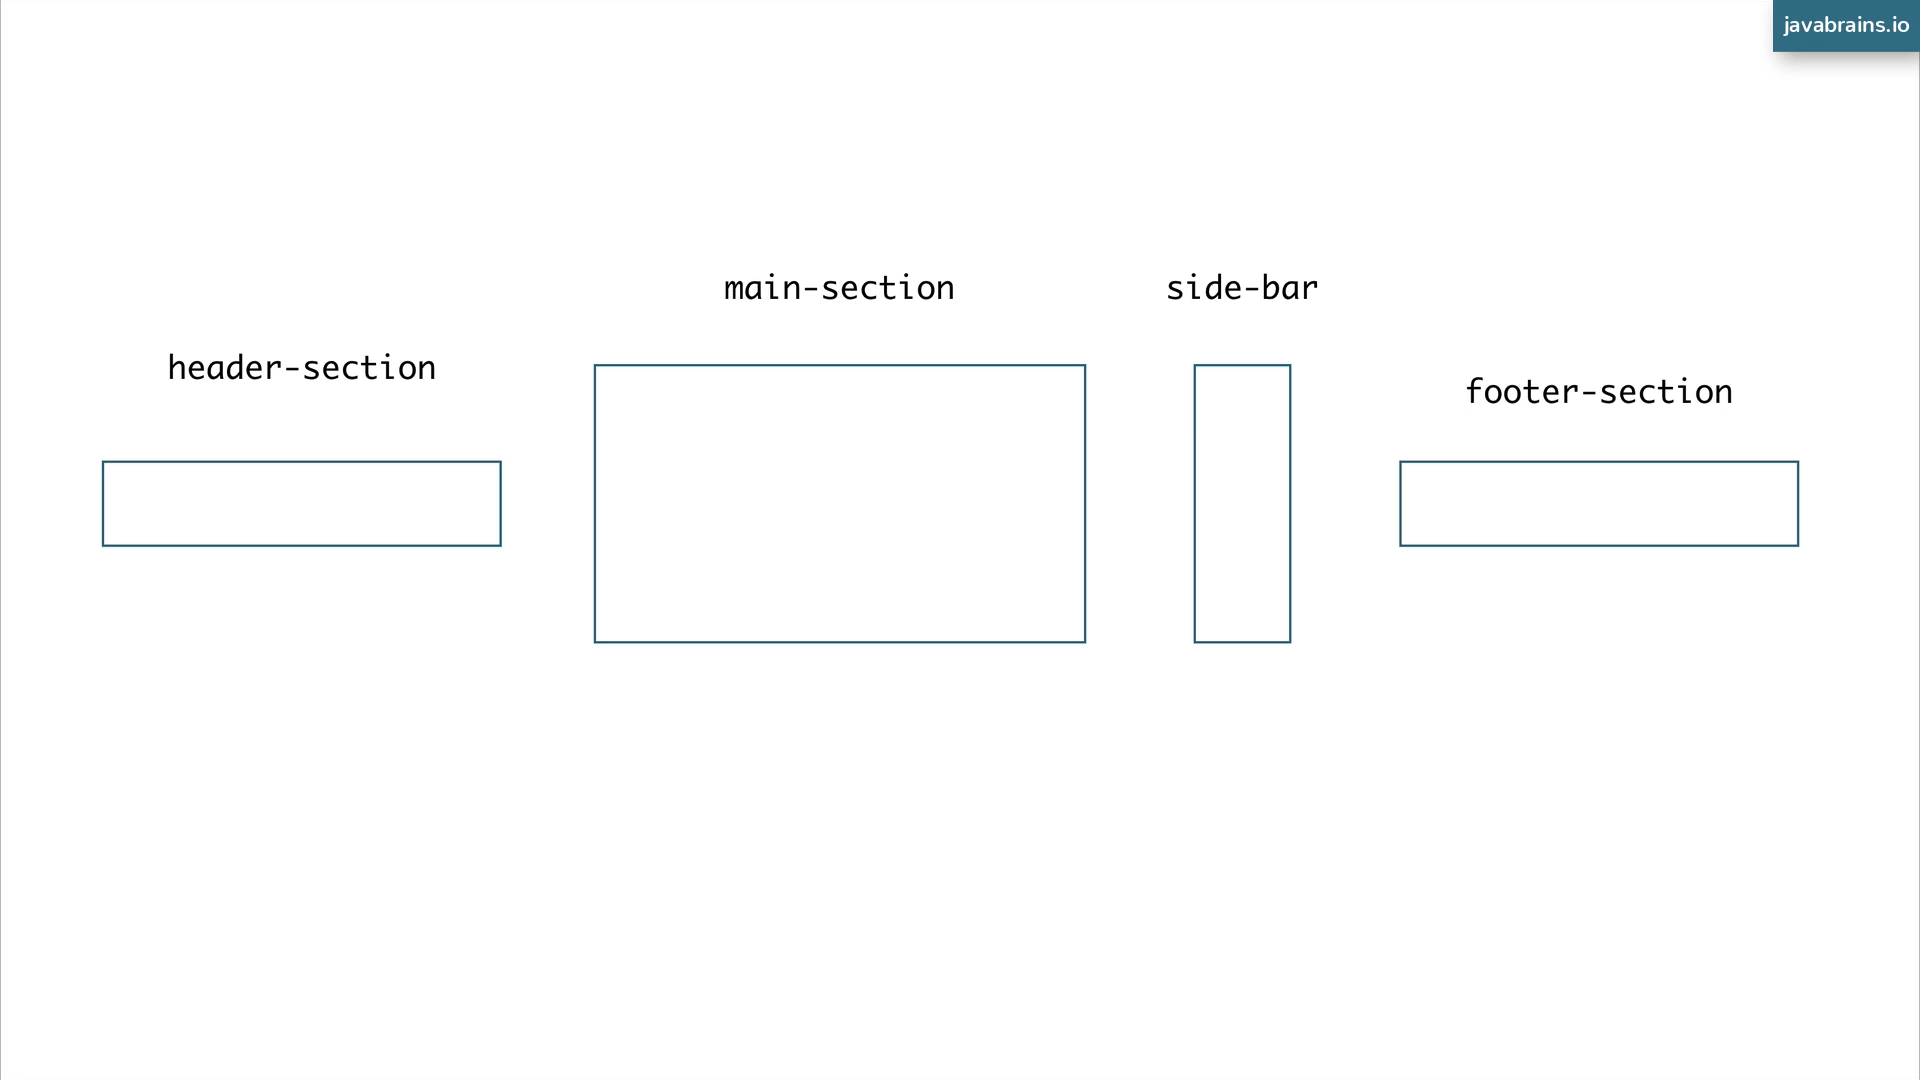 javabrains.io
main-section
side-bar
header-section
footer-section